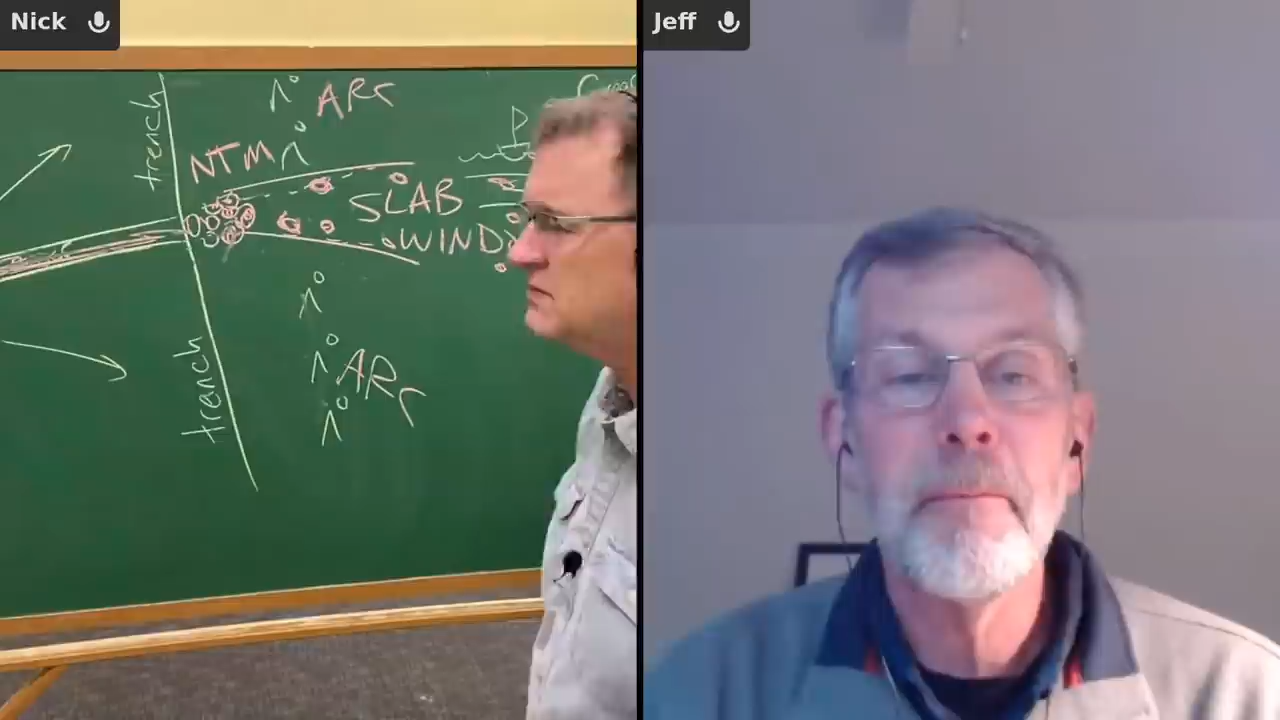 Nick
Jeff
trench
ARc
NTM
SLAB
WIND
trench
ARc